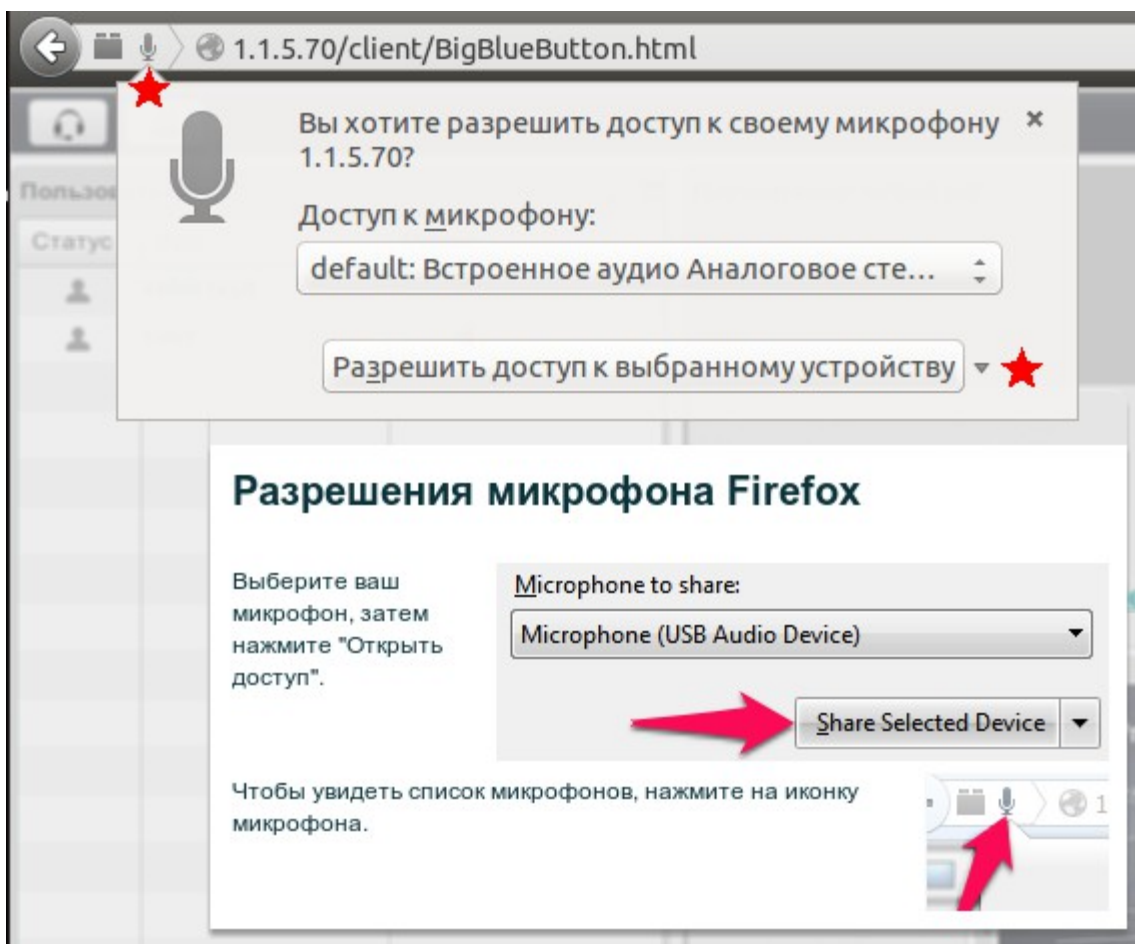 1.1.5.70/client/BigBlueButton.html
Вы хотите разрешить доступ к своему микрофону
1.1.5.70?
Пользов
Доступ к микрофону:
Статус
default: Встроенное аудио Аналоговое сте...
Разрешить доступ к выбранному устройству
Разрешения микрофона Firefox
Выберите ваш
микрофон, затем
нажмите "Открыть
доступ".
Microphone to share:
Microphone (USB Audio Device)
Share Selected Device
Чтобы увидеть список микрофонов, нажмите на иконку
микрофона.
1